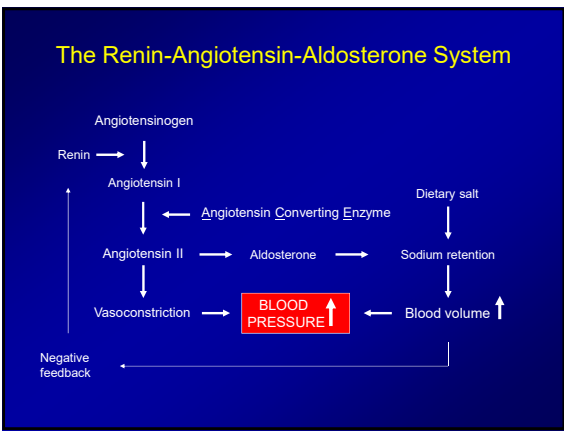 The Renin-Angiotensin-Aldosterone System
Angiotensinogen
Renin
Angiotensin I
Dietary salt
Angiotensin Converting Enzyme
Angiotensin II
Aldosterone
Sodium retention
Vasoconstriction
BLOOD
PRESSURE
Blood volume
Negative
feedback